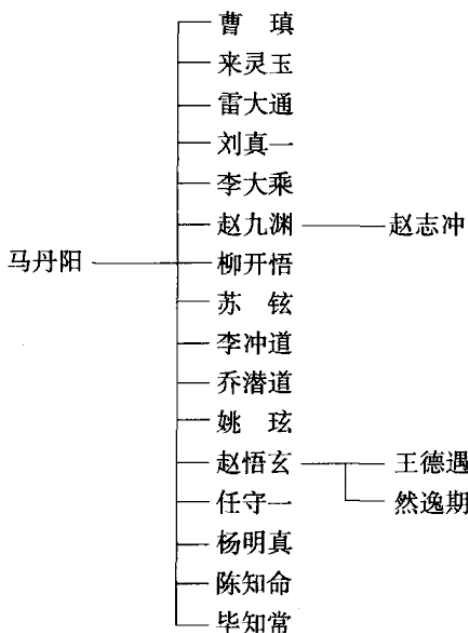 曹 瑱
来灵玉
雷大通
刘真一
李大乘
赵九渊 赵志冲
马丹阳 柳开悟
苏 铉
李冲道
乔潜道
姚 玹
赵悟玄 王德遇
任守一 然逸期
杨明真
陈知命
毕知常